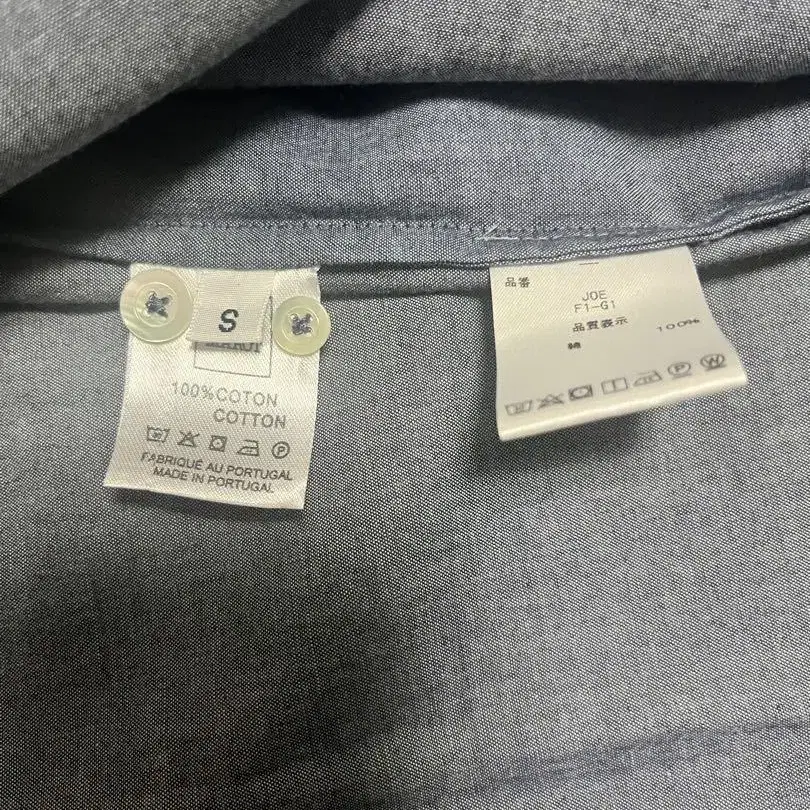 S
100%COTON
COTTON
FABRIQUÉ AU PORTUGAL
MADE IN PORTUGAL
品番
JOE
F1-G1
品質表示
綿 100%